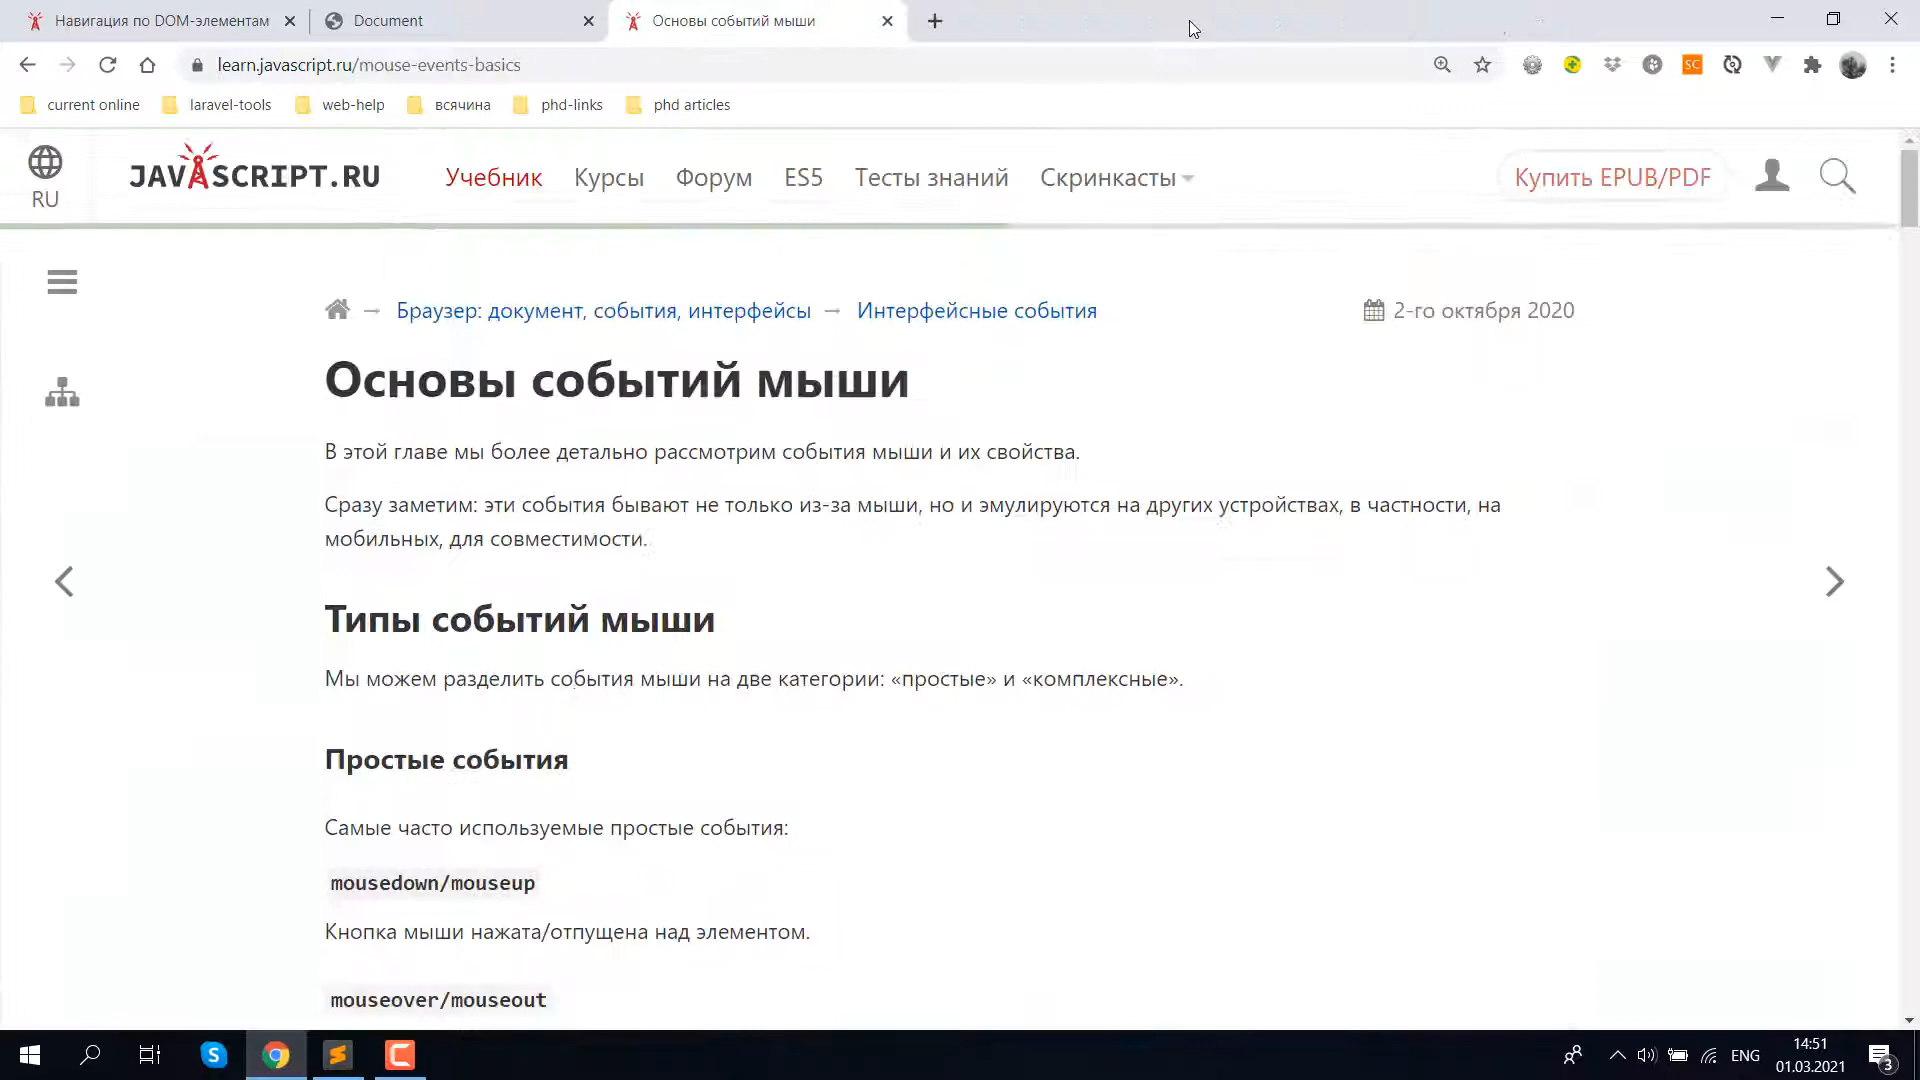 Навигация по DOM-элементам
Document
Основы событий мыши
learn.javascript.ru/mouse-events-basics
SC
current online
laravel-tools
web-help
всячина
phd-links
phd articles
RU
JAVASCRIPT.RU
Учебник
Курсы
Форум
ES5
Тесты знаний
Скринкасты
Купить EPUB/PDF
Браузер: документ, события, интерфейсы → Интерфейсные события
2-го октября 2020
Основы событий мыши
В этой главе мы более детально рассмотрим события мыши и их свойства.
Сразу заметим: эти события бывают не только из-за мыши, но и эмулируются на других устройствах, в частности, на
мобильных, для совместимости.
Типы событий мыши
Мы можем разделить события мыши на две категории: «простые» и «комплексные».
Простые события
Самые часто используемые простые события:
mousedown/mouseup
Кнопка мыши нажата/отпущена над элементом.
mouseover/mouseout
ENG
14:51
01.03.2021
3